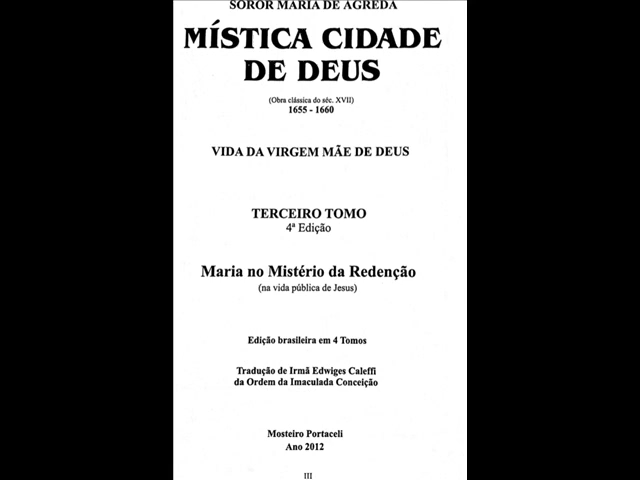 SOROR MARIA DE AGREDA
MÍSTICA CIDADE
DE DEUS
(Obra clássica do séc. XVII)
1655 - 1660
VIDA DA VIRGEM MÃE DE DEUS
TERCEIRO TOMO
4ª Edição
Maria no Mistério da Redenção
(na vida pública de Jesus)
Edição brasileira em 4 Tomos
Tradução de Irmã Edwiges Caleffi
da Ordem da Imaculada Conceição
Mosteiro Portaceli
Ano 2012
III